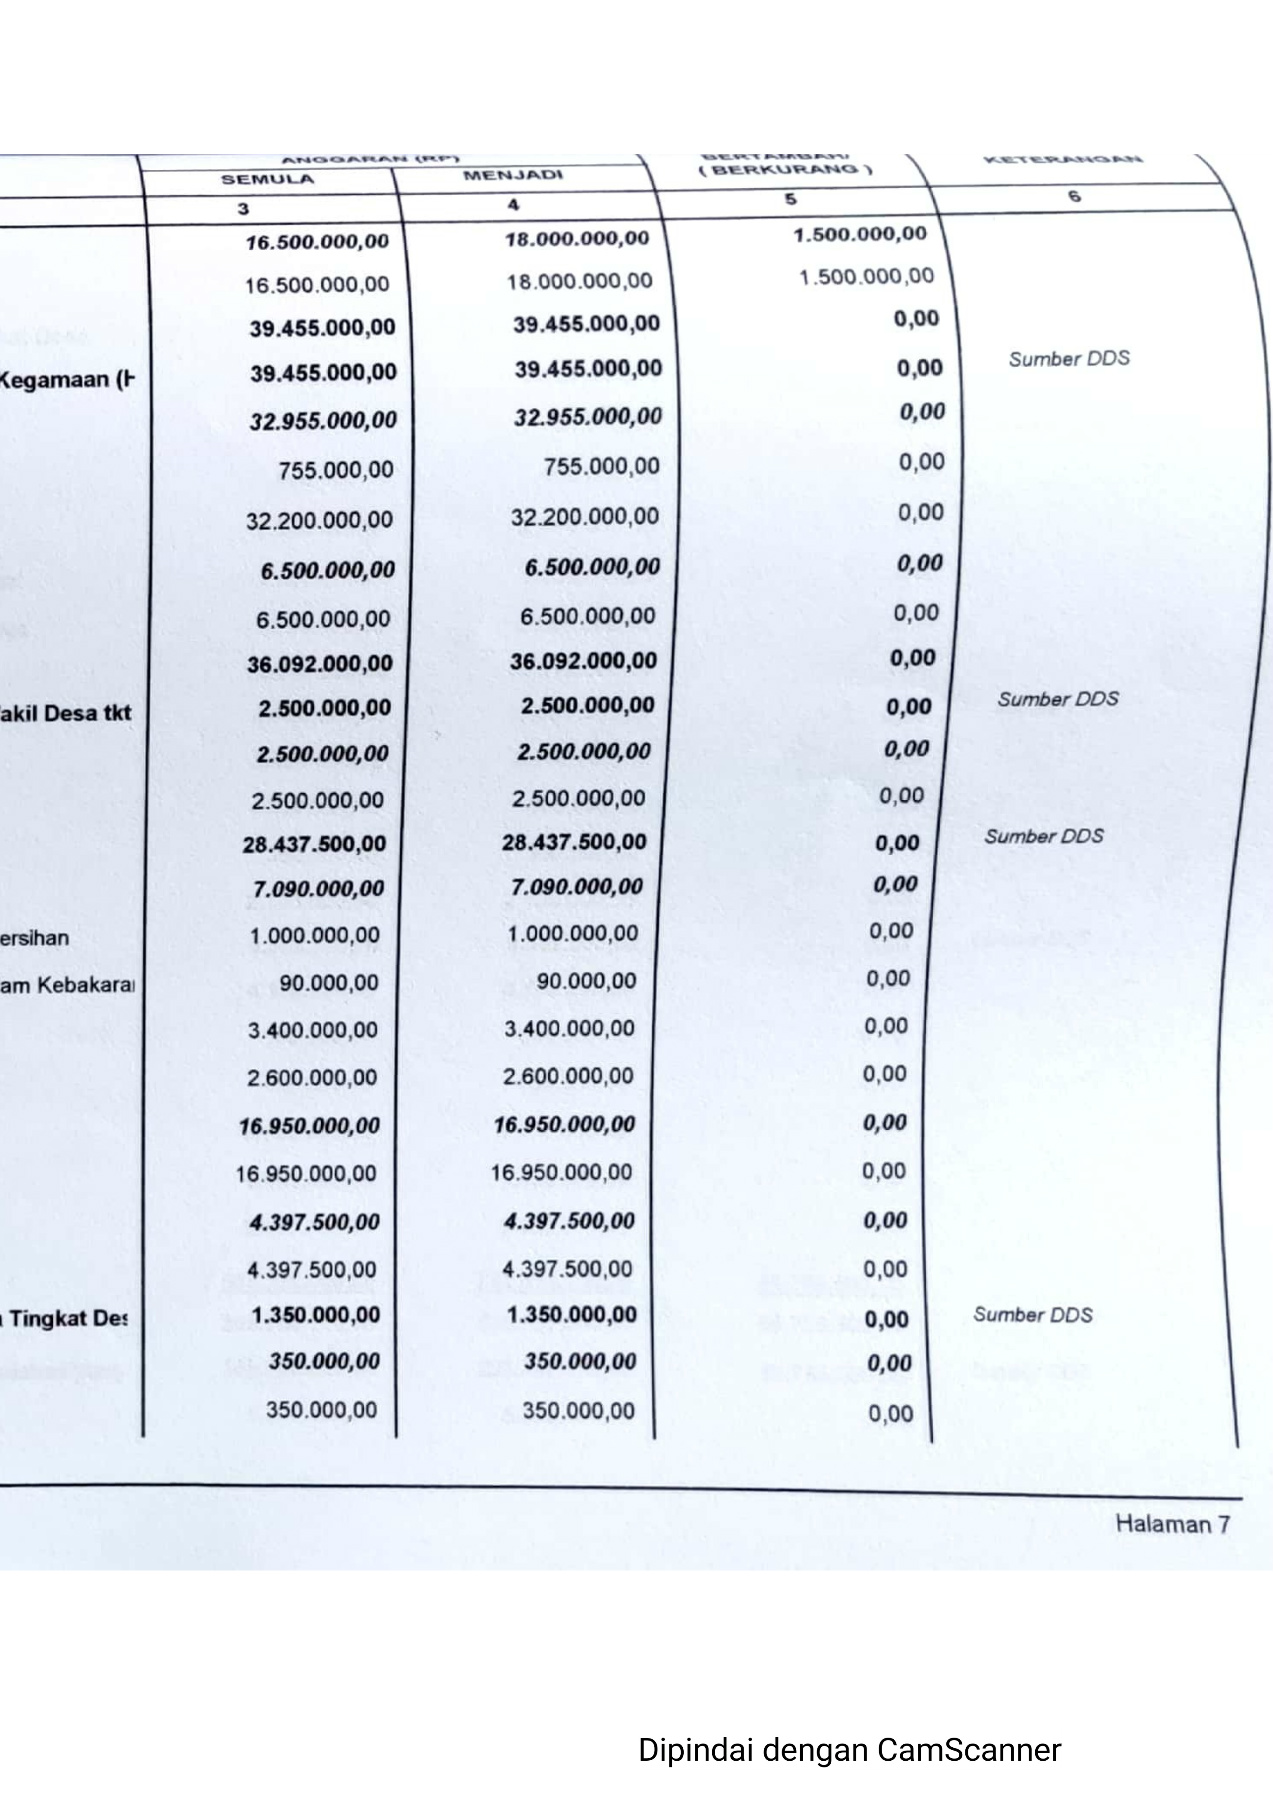 ANGGARAN (RP) BERTAMBAH/ KETERANGAN
SEMULA MENJADI ( BERKURANG )
3 4 5 6
16.500.000,00 18.000.000,00 1.500.000,00
16.500.000,00 18.000.000,00 1.500.000,00
39.455.000,00 39.455.000,00 0,00
Kegamaan (H 39.455.000,00 39.455.000,00 0,00 Sumber DDS
32.955.000,00 32.955.000,00 0,00
755.000,00 755.000,00 0,00
32.200.000,00 32.200.000,00 0,00
6.500.000,00 6.500.000,00 0,00
6.500.000,00 6.500.000,00 0,00
36.092.000,00 36.092.000,00 0,00
akil Desa tkt 2.500.000,00 2.500.000,00 0,00 Sumber DDS
2.500.000,00 2.500.000,00 0,00
2.500.000,00 2.500.000,00 0,00
28.437.500,00 28.437.500,00 0,00 Sumber DDS
7.090.000,00 7.090.000,00 0,00
ersihan 1.000.000,00 1.000.000,00 0,00
am Kebakaran 90.000,00 90.000,00 0,00
3.400.000,00 3.400.000,00 0,00
2.600.000,00 2.600.000,00 0,00
16.950.000,00 16.950.000,00 0,00
16.950.000,00 16.950.000,00 0,00
4.397.500,00 4.397.500,00 0,00
4.397.500,00 4.397.500,00 0,00
Tingkat Des 1.350.000,00 1.350.000,00 0,00 Sumber DDS
350.000,00 350.000,00 0,00
350.000,00 350.000,00 0,00
Halaman 7
Dipindai dengan CamScanner